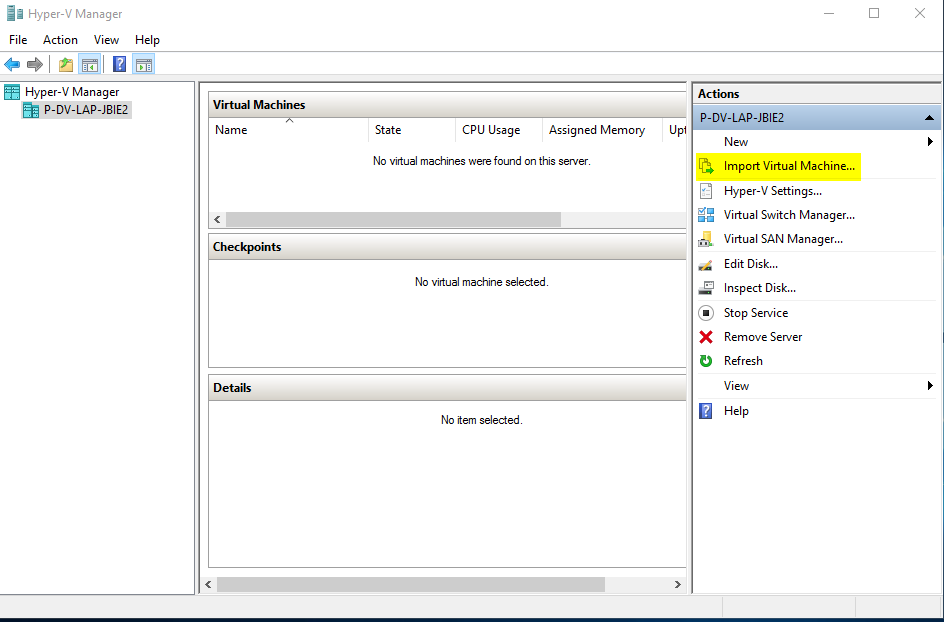 Hyper-V Manager
File Action View Help
Hyper-V Manager
P-DV-LAP-JBIE2
Virtual Machines
Name State CPU Usage Assigned Memory Upt
No virtual machines were found on this server.
Checkpoints
No virtual machine selected.
Details
No item selected.
Actions
P-DV-LAP-JBIE2
New
Import Virtual Machine...
Hyper-V Settings...
Virtual Switch Manager...
Virtual SAN Manager...
Edit Disk...
Inspect Disk...
Stop Service
Remove Server
Refresh
View
Help